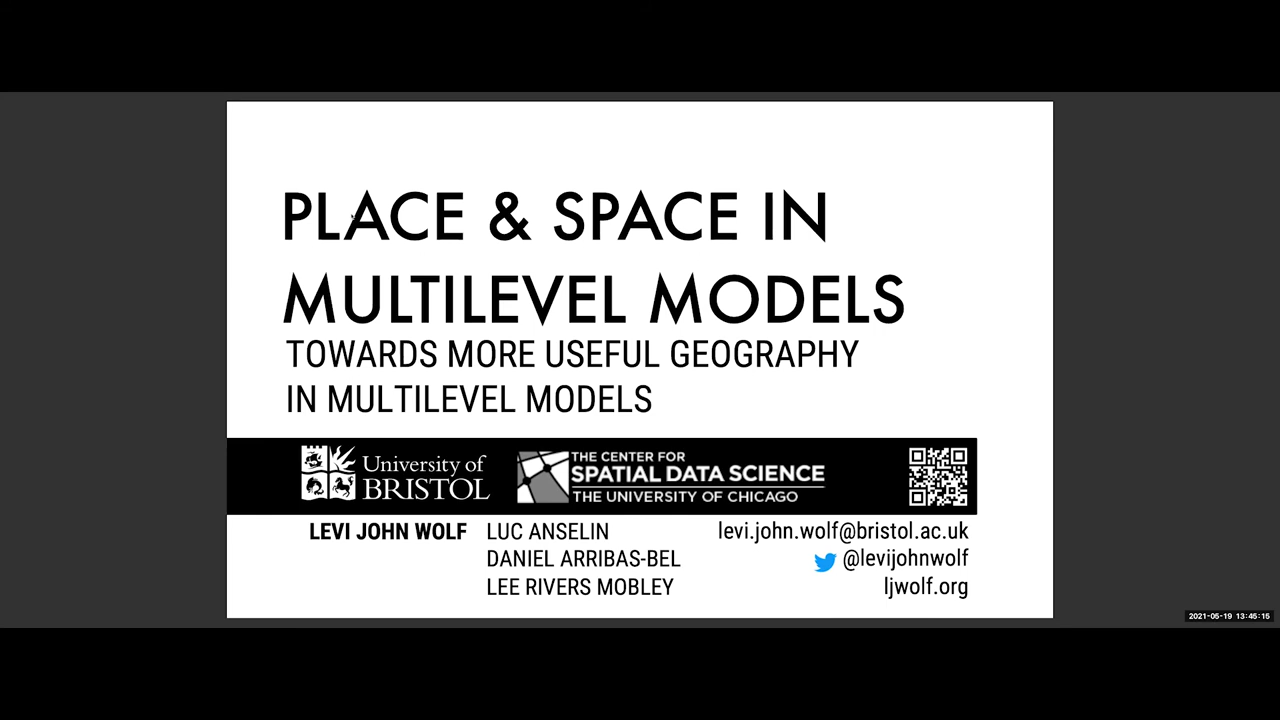 PLACE & SPACE IN
MULTILEVEL MODELS
TOWARDS MORE USEFUL GEOGRAPHY
IN MULTILEVEL MODELS
University of
BRISTOL
THE CENTER FOR
SPATIAL DATA SCIENCE
THE UNIVERSITY OF CHICAGO
LEVI JOHN WOLF
LUC ANSELIN
DANIEL ARRIBAS-BEL
LEE RIVERS MOBLEY
levi.john.wolf@bristol.ac.uk
@levijohnwolf
ljwolf.org
2021-05-19 13:45:15